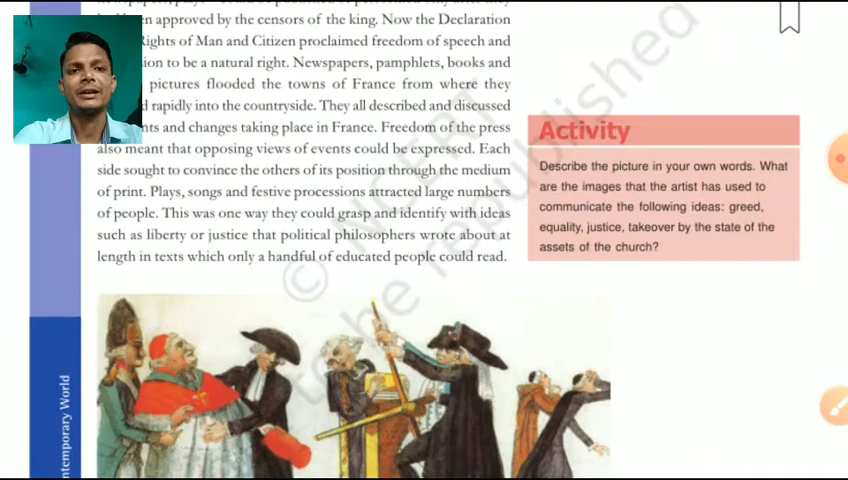 en approved by the censors of the king. Now the Declaration
Rights of Man and Citizen proclaimed freedom of speech and
ion to be a natural right. Newspapers, pamphlets, books and
pictures flooded the towns of France from where they
d rapidly into the countryside. They all described and discussed
nts and changes taking place in France. Freedom of the press
also meant that opposing views of events could be expressed. Each
side sought to convince the others of its position through the medium
of print. Plays, songs and festive processions attracted large numbers
of people. This was one way they could grasp and identify with ideas
such as liberty or justice that political philosophers wrote about at
length in texts which only a handful of educated people could read.
Activity
Describe the picture in your own words. What
are the images that the artist has used to
communicate the following ideas: greed,
equality, justice, takeover by the state of the
assets of the church?
ntemporary World
© NCERT
to be republished